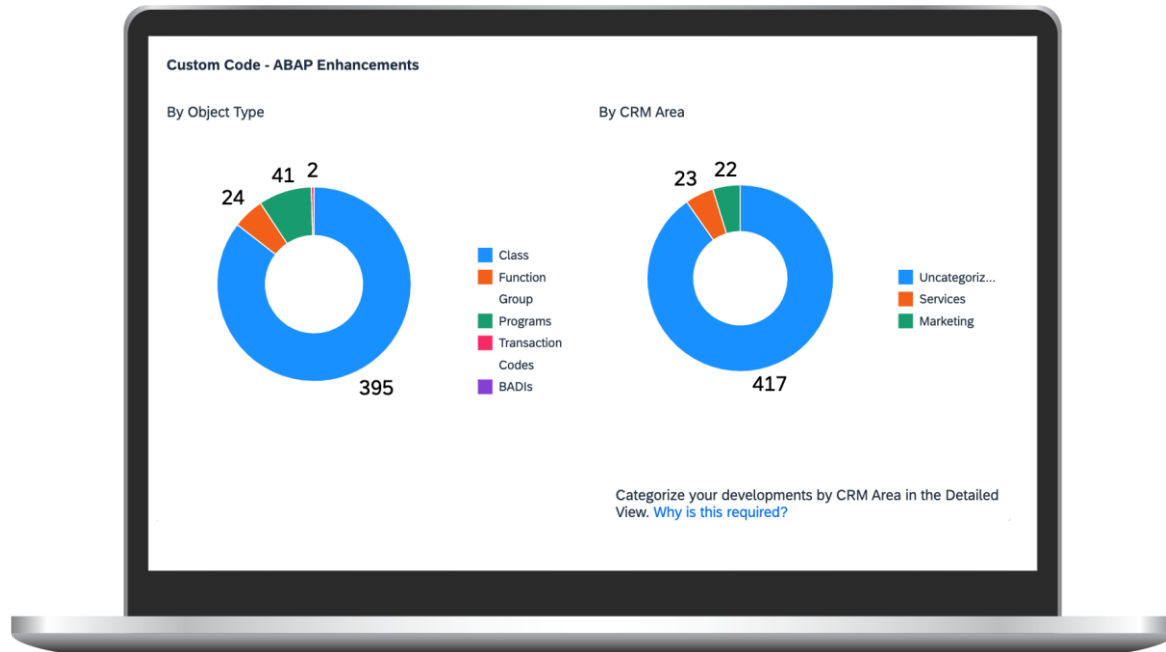 Custom Code - ABAP Enhancements
By Object Type
2
41
24
395
Class
Function
Group
Programs
Transaction
Codes
BADIs
By CRM Area
22
23
417
Uncategoriz...
Services
Marketing
Categorize your developments by CRM Area in the Detailed
View. Why is this required?